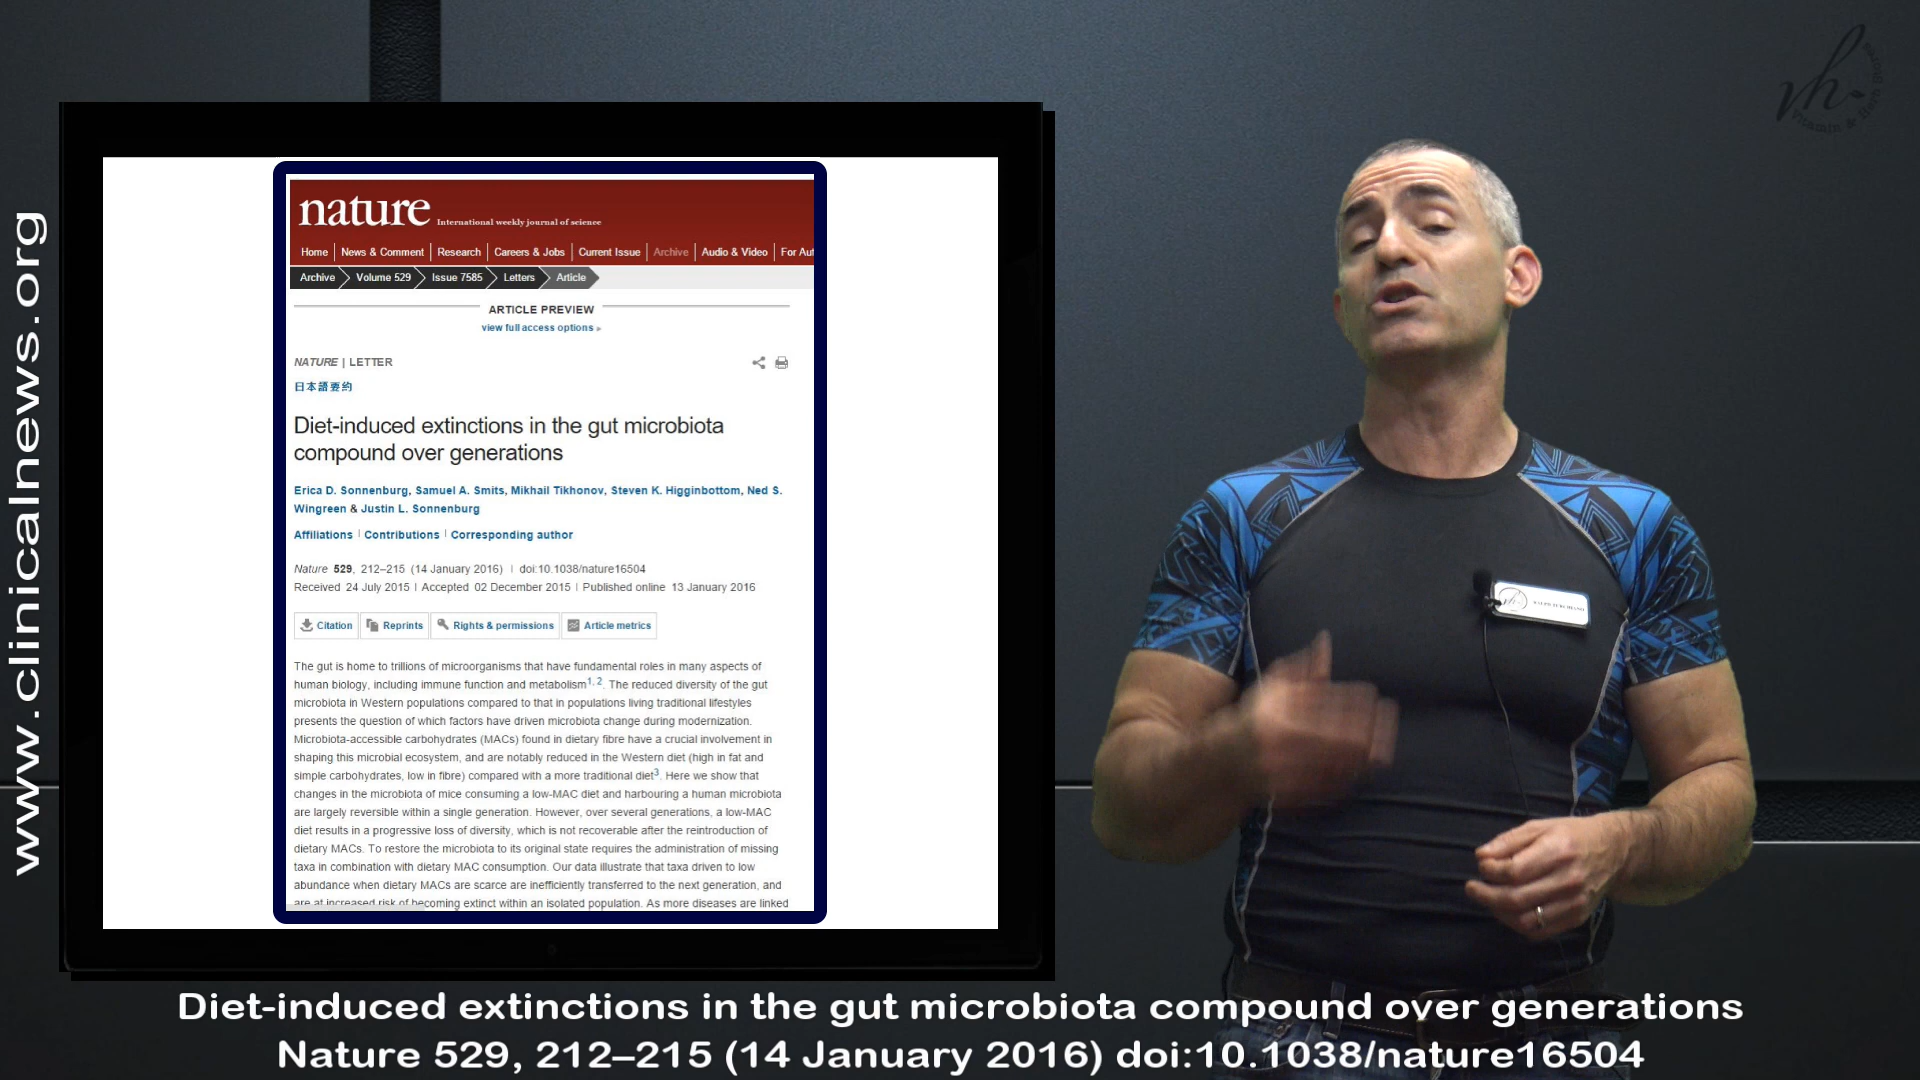 www.clinicalnews.org
nature International weekly journal of science
Home News & Comment Research Careers & Jobs Current Issue Archive Audio & Video For Aut
Archive Volume 529 Issue 7585 Letters Article
ARTICLE PREVIEW
view full access options
NATURE | LETTER
日本語要約
Diet-induced extinctions in the gut microbiota
compound over generations
Erica D. Sonnenburg, Samuel A. Smits, Mikhail Tikhonov, Steven K. Higginbottom, Ned S.
Wingreen & Justin L. Sonnenburg
Affiliations | Contributions | Corresponding author
Nature 529, 212–215 (14 January 2016) | doi:10.1038/nature16504
Received 24 July 2015 | Accepted 02 December 2015 | Published online 13 January 2016
Citation Reprints Rights & permissions Article metrics
The gut is home to trillions of microorganisms that have fundamental roles in many aspects of
human biology, including immune function and metabolism1, 2. The reduced diversity of the gut
microbiota in Western populations compared to that in populations living traditional lifestyles
presents the question of which factors have driven microbiota change during modernization.
Microbiota-accessible carbohydrates (MACs) found in dietary fibre have a crucial involvement in
shaping this microbial ecosystem, and are notably reduced in the Western diet (high in fat and
simple carbohydrates, low in fibre) compared with a more traditional diet3. Here we show that
changes in the microbiota of mice consuming a low-MAC diet and harbouring a human microbiota
are largely reversible within a single generation. However, over several generations, a low-MAC
diet results in a progressive loss of diversity, which is not recoverable after the reintroduction of
dietary MACs. To restore the microbiota to its original state requires the administration of missing
taxa in combination with dietary MAC consumption. Our data illustrate that taxa driven to low
abundance when dietary MACs are scarce are inefficiently transferred to the next generation, and
are at increased risk of becoming extinct within an isolated population. As more diseases are linked
vh
Vitamin & Herb
Diet-induced extinctions in the gut microbiota compound over generations
Nature 529, 212–215 (14 January 2016) doi:10.1038/nature16504